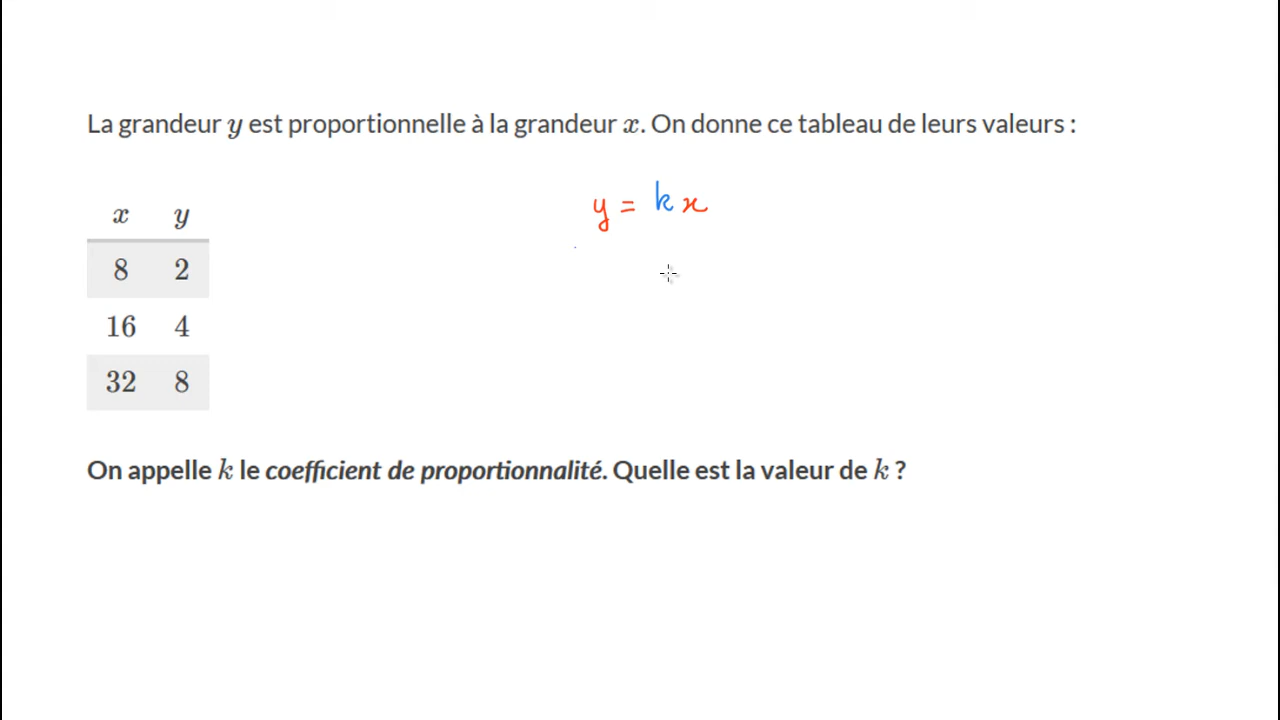 La grandeur y est proportionnelle à la grandeur x. On donne ce tableau de leurs valeurs :
y = kx
x y
8 2
16 4
32 8
On appelle k le coefficient de proportionnalité. Quelle est la valeur de k ?